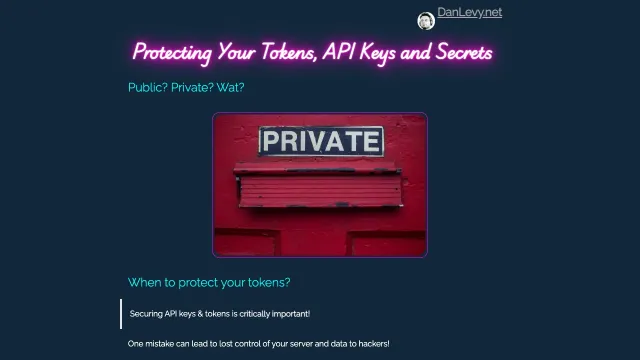 DanLevy.net
Protecting Your Tokens, API Keys and Secrets
Public? Private? Wat?
PRIVATE
When to protect your tokens?
Securing API keys & tokens is critically important!
One mistake can lead to lost control of your server and data to hackers!